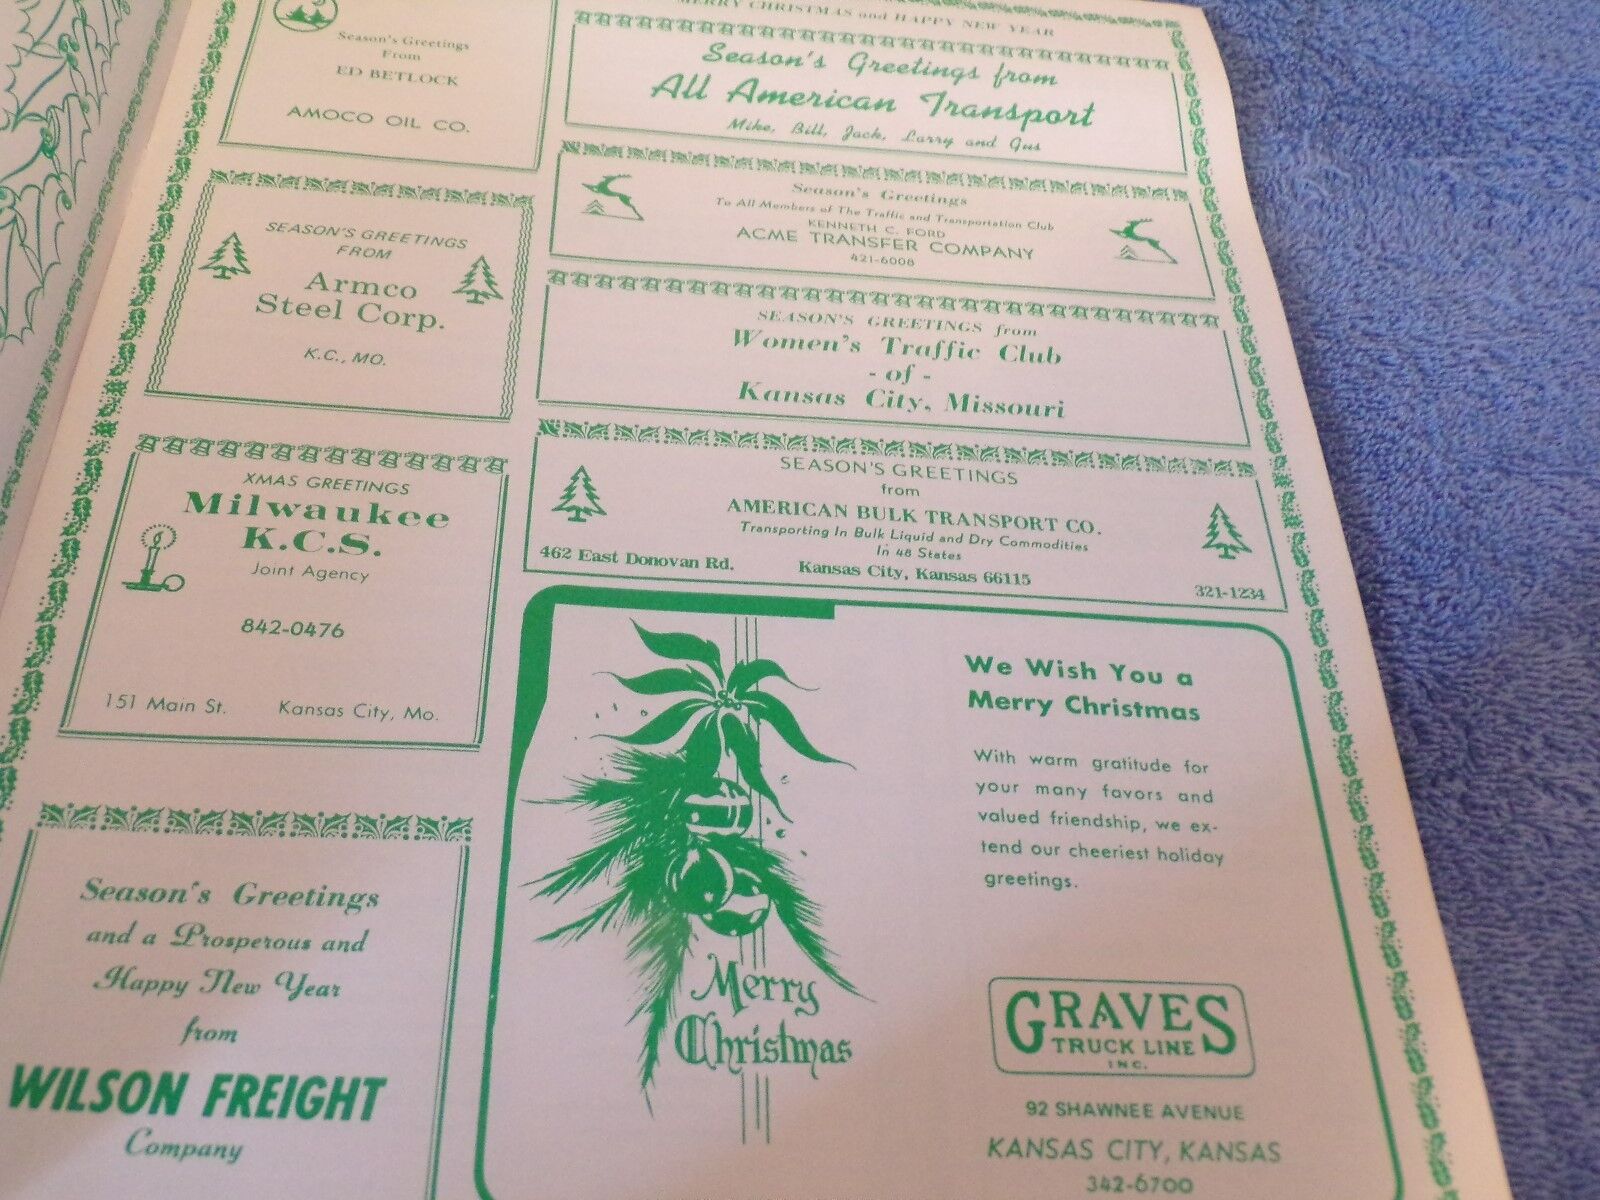 Season's Greetings
From
ED BETLOCK
AMOCO OIL CO.
SEASON'S GREETINGS
FROM
Armco
Steel Corp.
K.C., MO.
XMAS GREETINGS
Milwaukee
K.C.S.
Joint Agency
842-0476
151 Main St. Kansas City, Mo.
Season's Greetings
and a Prosperous and
Happy New Year
from
WILSON FREIGHT
Company
MERRY CHRISTMAS and HAPPY NEW YEAR
Season's Greetings from
All American Transport
Mike, Bill, Jack, Larry and Gus
Season's Greetings
To All Members of The Traffic and Transportation Club
KENNETH C. FORD
ACME TRANSFER COMPANY
421-6008
SEASON'S GREETINGS from
Women's Traffic Club
- of -
Kansas City, Missouri
SEASON'S GREETINGS
from
AMERICAN BULK TRANSPORT CO.
Transporting In Bulk Liquid and Dry Commodities
In 48 States
462 East Donovan Rd. Kansas City, Kansas 66115 321-1234
We Wish You a
Merry Christmas
With warm gratitude for
your many favors and
valued friendship, we ex-
tend our cheeriest holiday
greetings.
Merry
Christmas
GRAVES
TRUCK LINE
INC.
92 SHAWNEE AVENUE
KANSAS CITY, KANSAS
342-6700